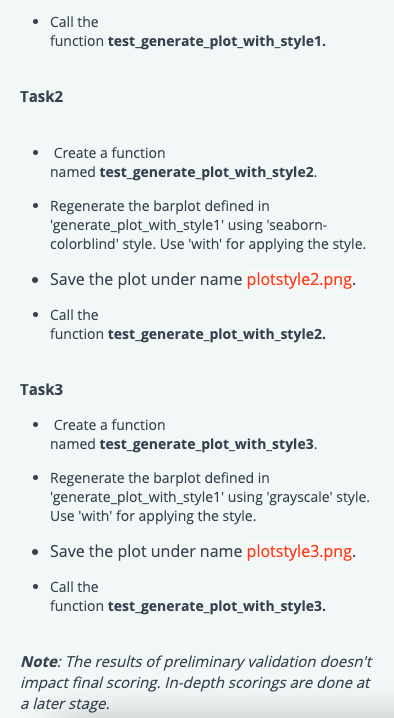 • Call the
function test_generate_plot_with_style1.
Task2
• Create a function
named test_generate_plot_with_style2.
• Regenerate the barplot defined in
'generate_plot_with_style1' using 'seaborn-
colorblind' style. Use 'with' for applying the style.
• Save the plot under name plotstyle2.png.
• Call the
function test_generate_plot_with_style2.
Task3
• Create a function
named test_generate_plot_with_style3.
• Regenerate the barplot defined in
'generate_plot_with_style1' using 'grayscale' style.
Use 'with' for applying the style.
• Save the plot under name plotstyle3.png.
• Call the
function test_generate_plot_with_style3.
Note: The results of preliminary validation doesn't
impact final scoring. In-depth scorings are done at
a later stage.